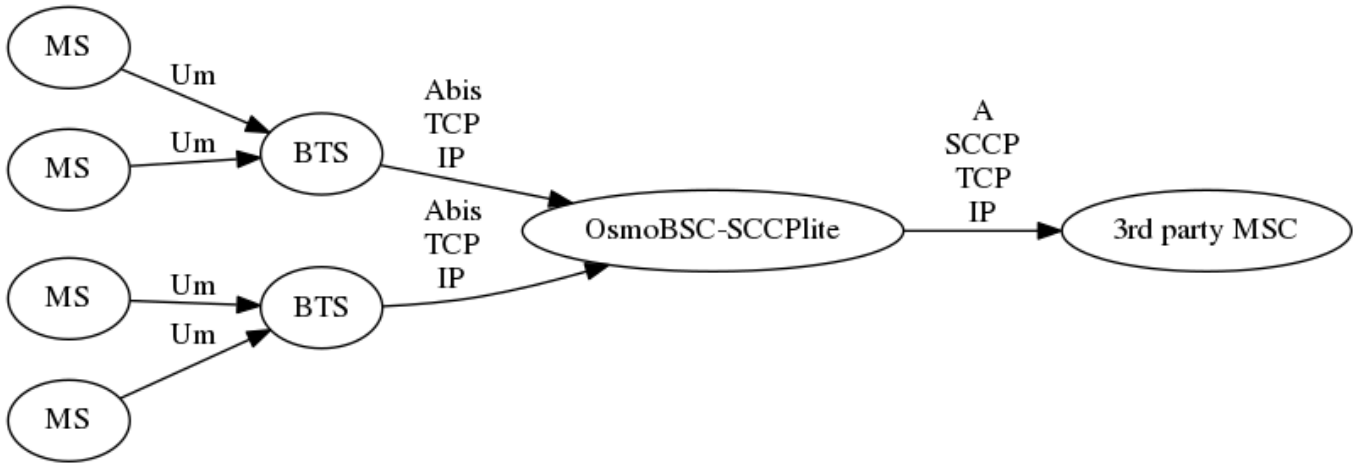 MS
Um
MS
Um
BTS
Abis
TCP
IP
MS
Um
MS
Um
BTS
Abis
TCP
IP
OsmoBSC-SCCPlite
A
SCCP
TCP
IP
3rd party MSC